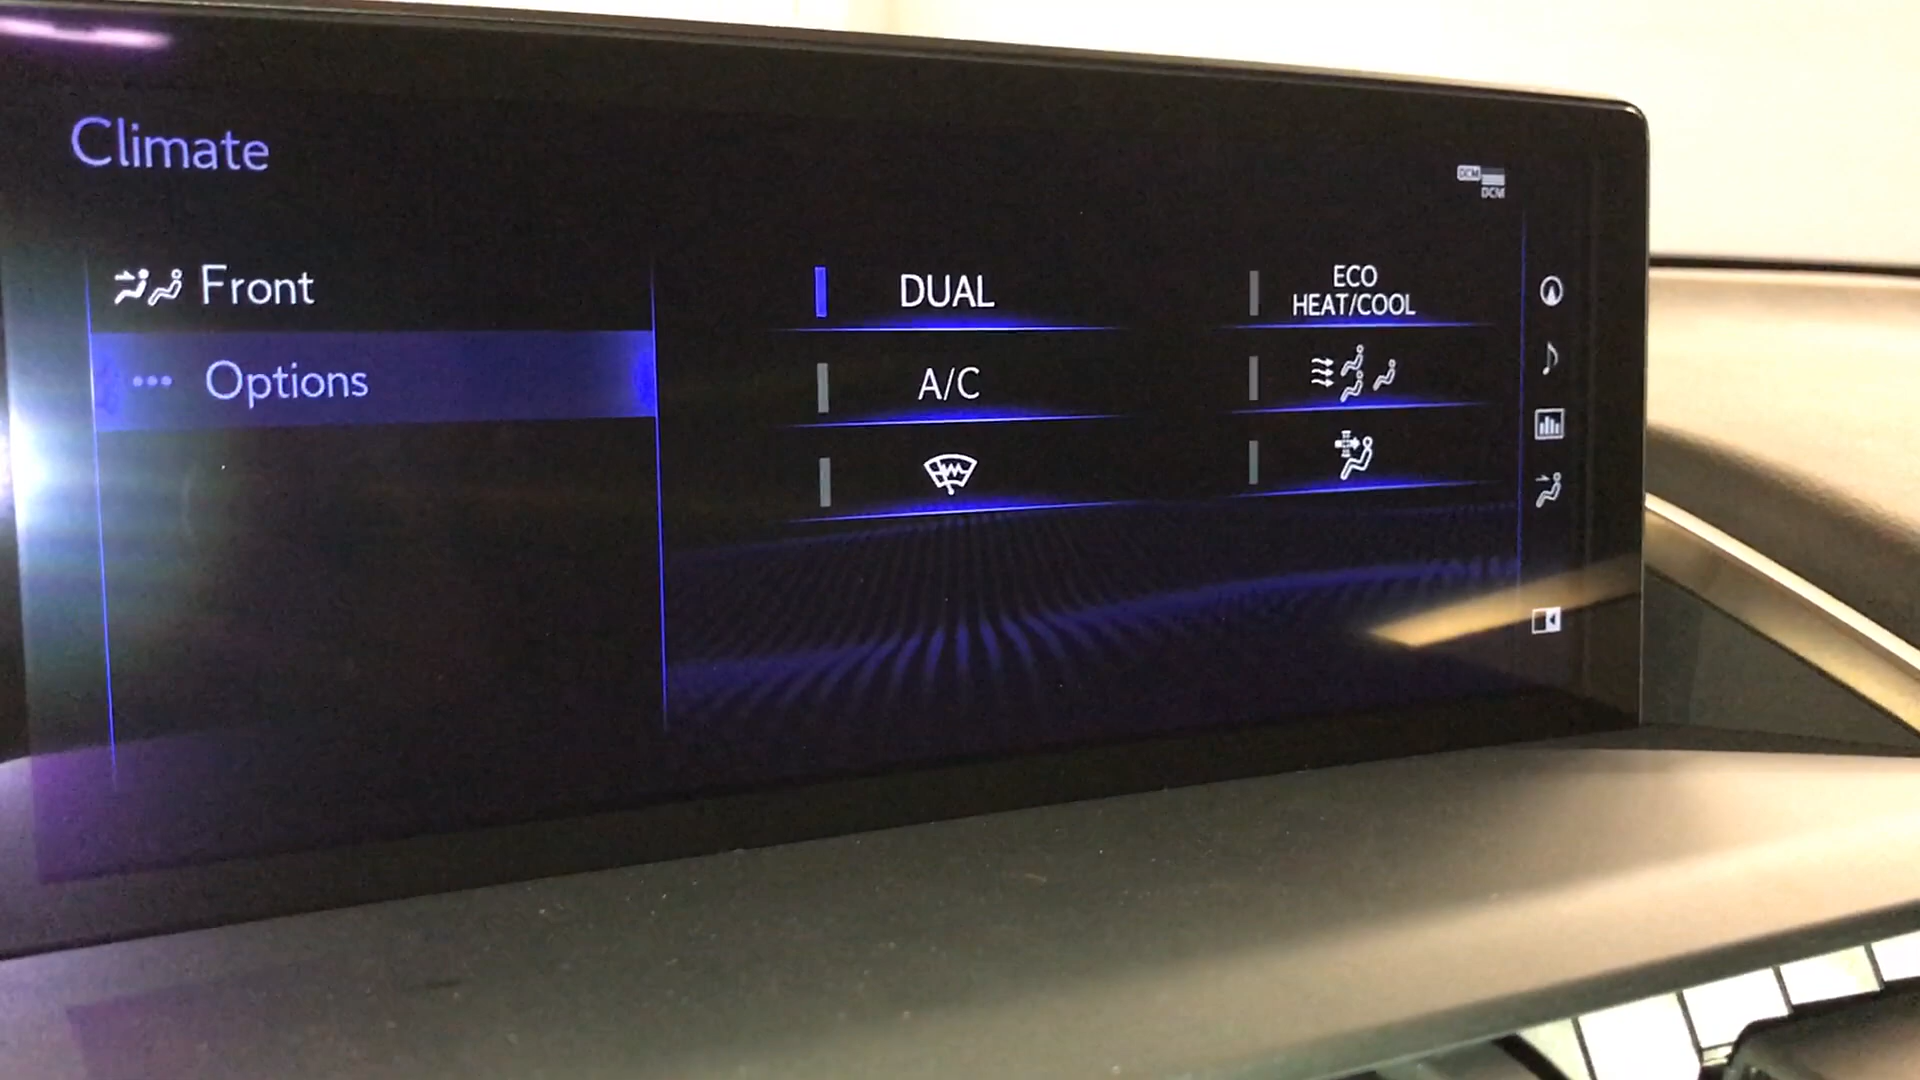 Climate
DCM
DCM
Front
Options
DUAL
ECO
HEAT/COOL
A/C